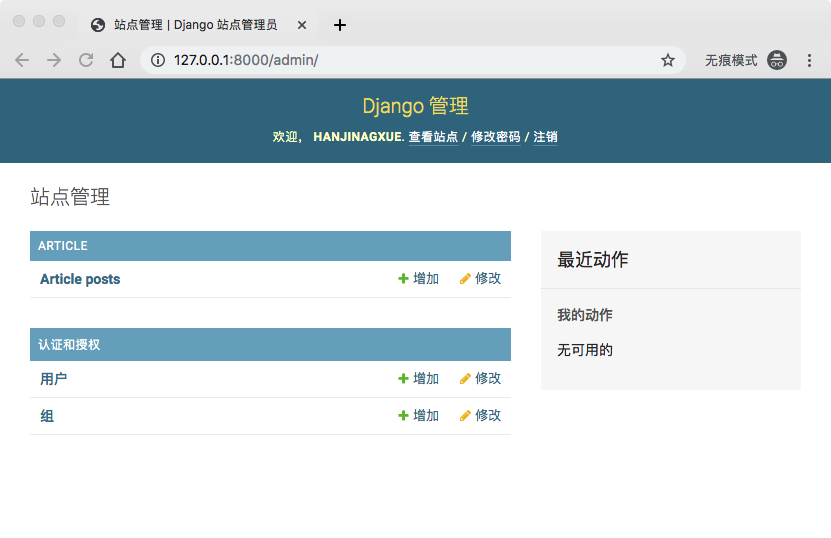 站点管理 | Django 站点管理员
127.0.0.1:8000/admin/
无痕模式
Django 管理
欢迎， HANJINAGXUE. 查看站点 / 修改密码 / 注销
站点管理
ARTICLE
Article posts 增加 修改
认证和授权
用户 增加 修改
组 增加 修改
最近动作
我的动作
无可用的